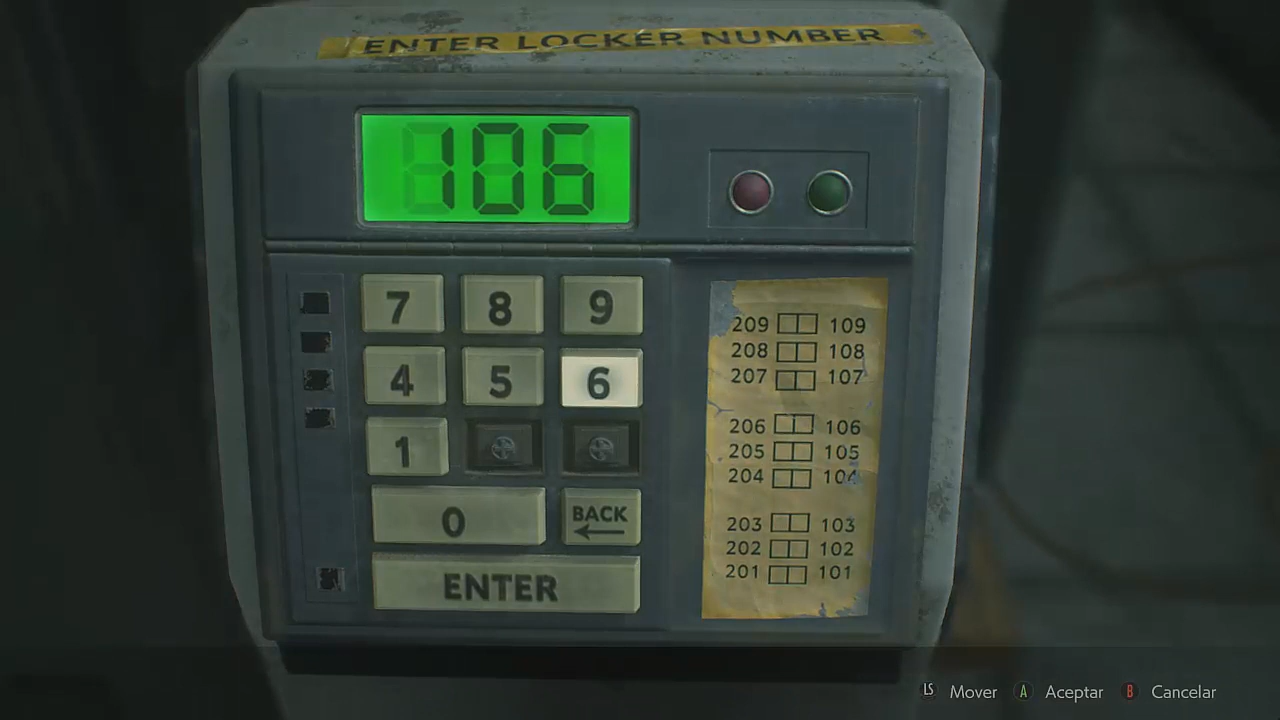 ENTER LOCKER NUMBER
106
7 8 9
4 5 6
1
0 BACK
ENTER
209 109
208 108
207 107
206 106
205 105
204 104
203 103
202 102
201 101
LS Mover A Aceptar B Cancelar